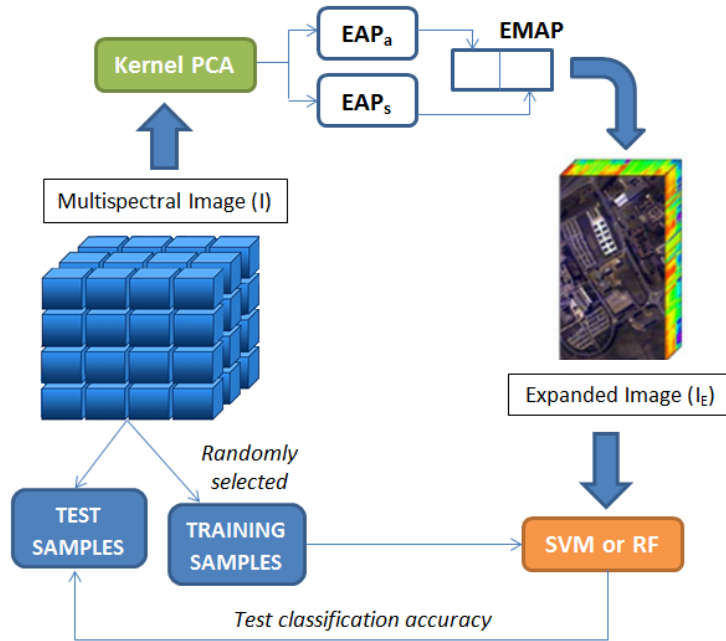 Kernel PCA
EAPa
EAPs
EMAP
Multispectral Image (I)
Expanded Image (IE)
Randomly
selected
TEST
SAMPLES
TRAINING
SAMPLES
SVM or RF
Test classification accuracy